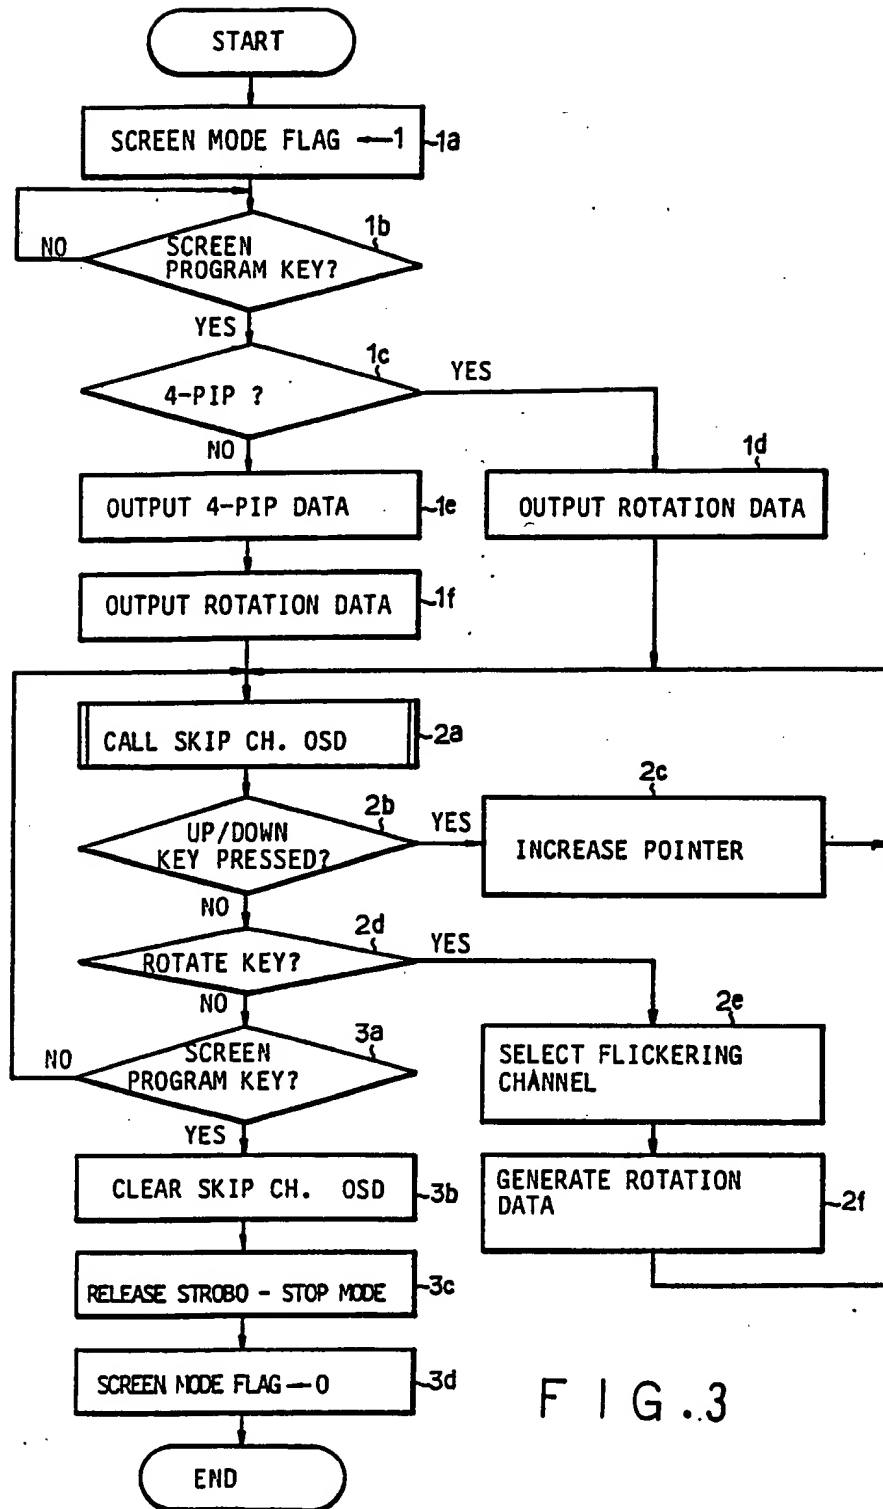 START
SCREEN MODE FLAG ←1
1a
1b
NO
SCREEN
PROGRAM KEY?
YES
1c
YES
4-PIP ?
NO
1d
OUTPUT 4-PIP DATA
1e
OUTPUT ROTATION DATA
OUTPUT ROTATION DATA
1f
CALL SKIP CH. OSD
2a
2c
2b
UP/DOWN
KEY PRESSED?
YES
INCREASE POINTER
NO
2d
YES
ROTATE KEY?
NO
2e
3a
NO
SCREEN
PROGRAM KEY?
SELECT FLICKERING
CHANNEL
YES
CLEAR SKIP CH. OSD
3b
GENERATE ROTATION
DATA
2f
RELEASE STROBO - STOP MODE
3c
SCREEN MODE FLAG ←0
3d
FIG.3
END